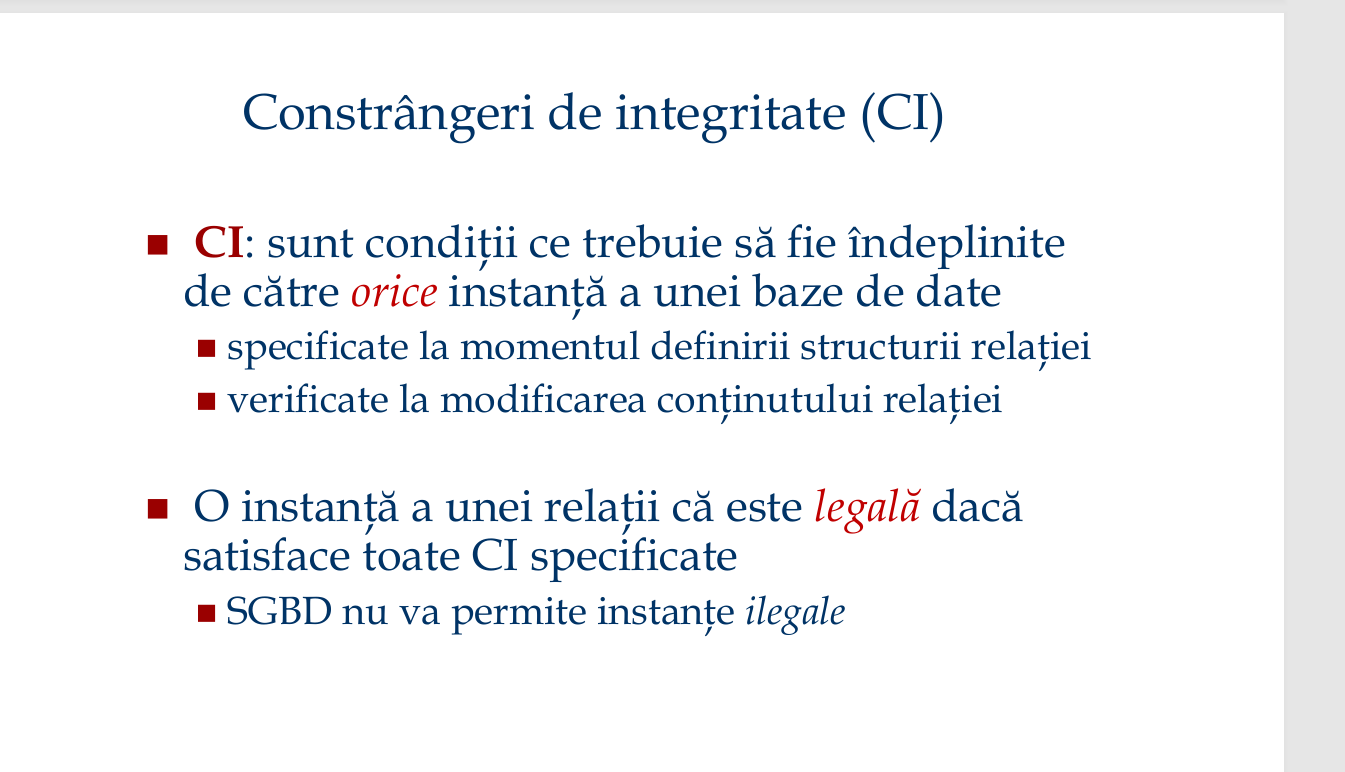 Constrângeri de integritate (CI)
CI: sunt condiții ce trebuie să fie îndeplinite
de către orice instanță a unei baze de date
specificate la momentul definirii structurii relației
verificate la modificarea conținutului relației
O instanță a unei relații că este legală dacă
satisface toate CI specificate
SGBD nu va permite instanțe ilegale